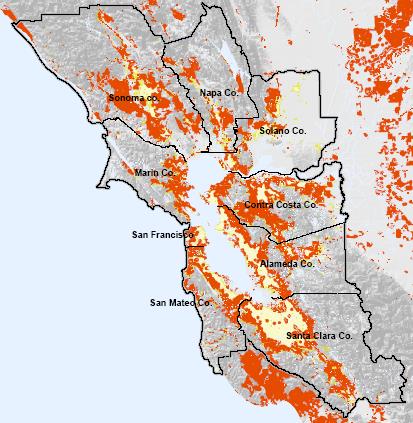 Napa Co.
Sonoma co.
Solano Co.
Marin Co.
Contra Costa Co.
San Francisco
Alameda Co.
San Mateo Co.
Santa Clara Co.